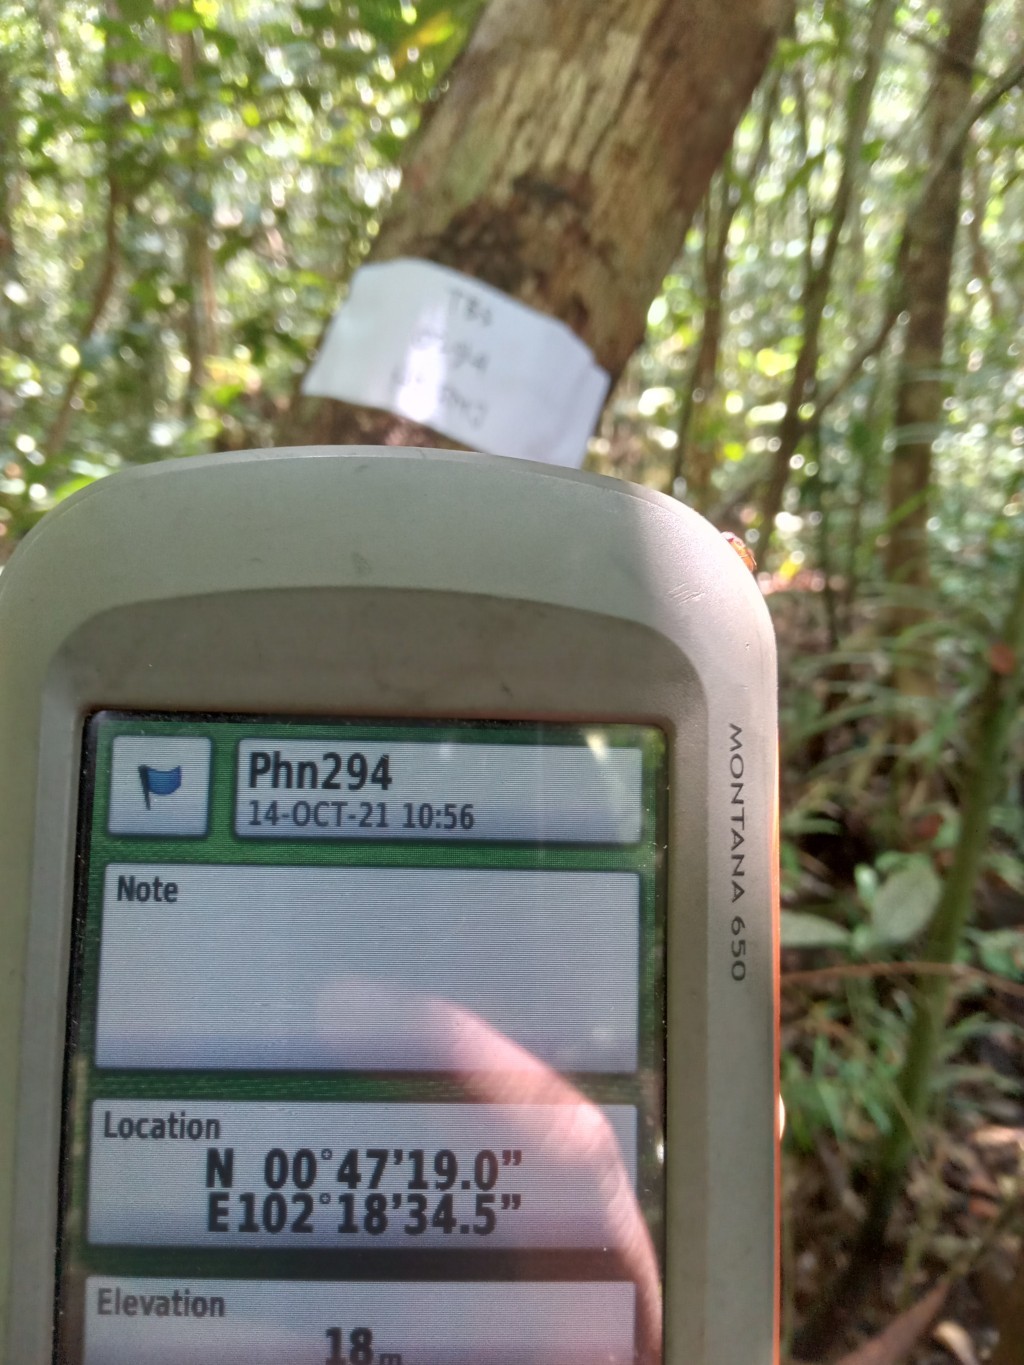 Phn294
14-OCT-21 10:56
Note
Location
N 00°47’19.0”
E102°18’34.5”
Elevation
18m
MONTANA 650